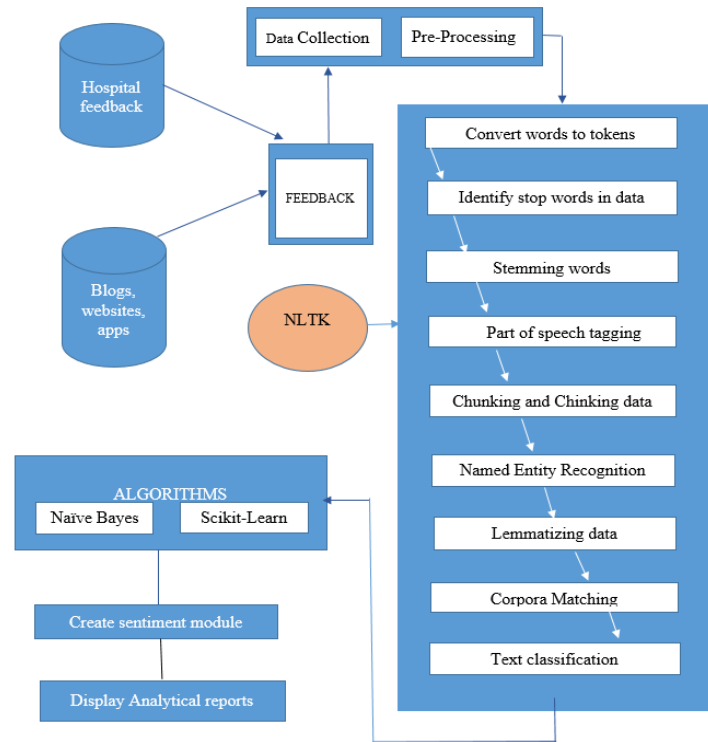 Data Collection
Pre-Processing
Hospital
feedback
FEEDBACK
Blogs,
websites,
apps
NLTK
Convert words to tokens
Identify stop words in data
Stemming words
Part of speech tagging
Chunking and Chinking data
Named Entity Recognition
Lemmatizing data
Corpora Matching
Text classification
ALGORITHMS
Naïve Bayes
Scikit-Learn
Create sentiment module
Display Analytical reports